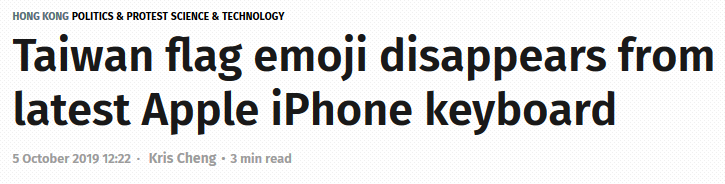 HONG KONG POLITICS & PROTEST SCIENCE & TECHNOLOGY
Taiwan flag emoji disappears from
latest Apple iPhone keyboard
5 October 2019 12:22 · Kris Cheng · 3 min read